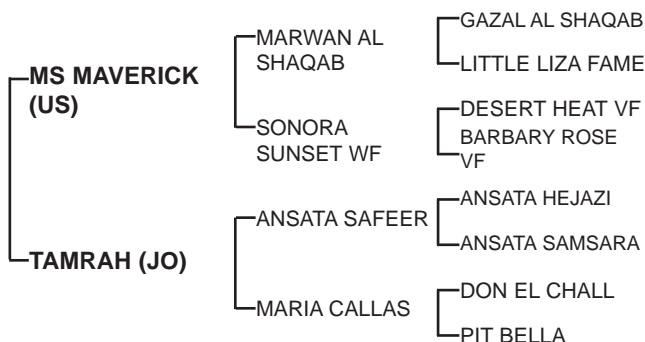 MS MAVERICK
(US)
TAMRAH (JO)
MARWAN AL
SHAQAB
SONORA
SUNSET WF
ANSATA SAFEER
MARIA CALLAS
GAZAL AL SHAQAB
LITTLE LIZA FAME
DESERT HEAT VF
BARBARY ROSE
VF
ANSATA HEJAZI
ANSATA SAMSARA
DON EL CHALL
PIT BELLA